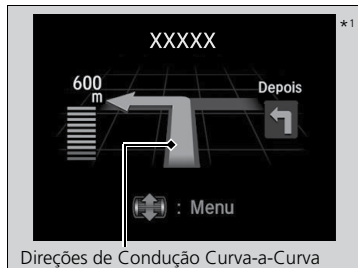 *1
XXXXX
600
m
Depois
: Menu
Direções de Condução Curva-a-Curva